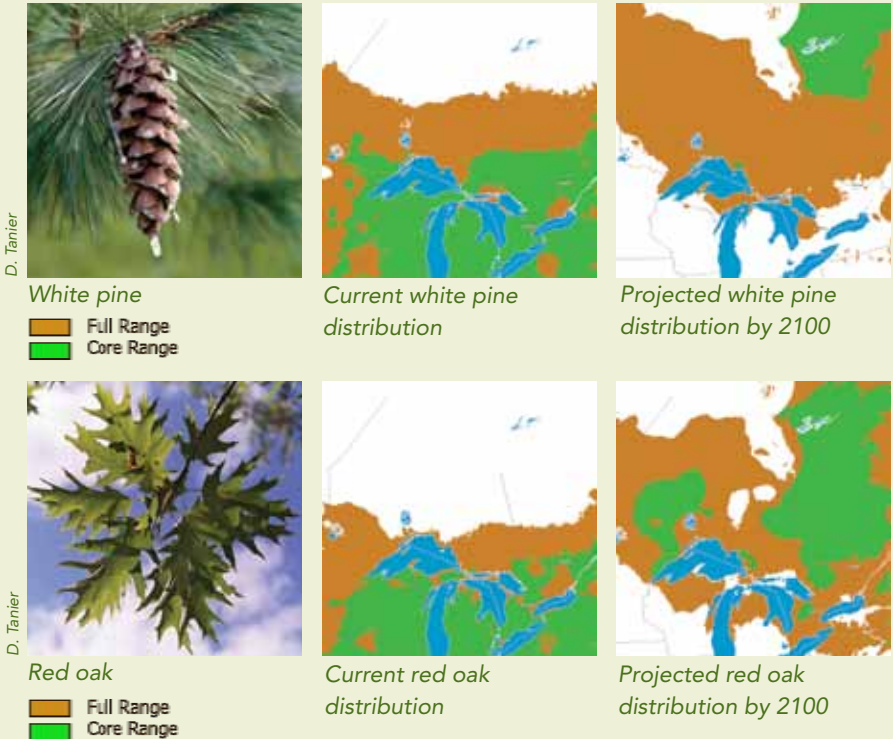 D. Tanier
White pine
Full Range
Core Range
Current white pine
distribution
Projected white pine
distribution by 2100
D. Tanier
Red oak
Full Range
Core Range
Current red oak
distribution
Projected red oak
distribution by 2100